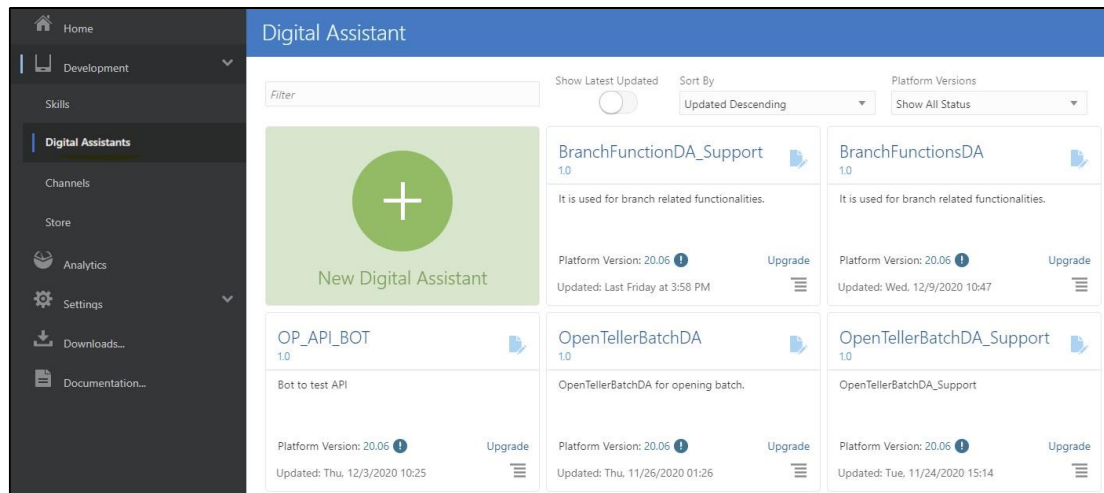 Home
Development
Skills
Digital Assistants
Channels
Store
Analytics
Settings
Downloads...
Documentation...
Digital Assistant
Filter
Show Latest Updated
Sort By
Updated Descending
Platform Versions
Show All Status
New Digital Assistant
BranchFunctionDA_Support
1.0
It is used for branch related functionalities.
Platform Version: 20.06 Upgrade
Updated: Last Friday at 3:58 PM
BranchFunctionsDA
1.0
It is used for branch related functionalities.
Platform Version: 20.06 Upgrade
Updated: Wed, 12/9/2020 10:47
OP_API_BOT
1.0
Bot to test API
Platform Version: 20.06 Upgrade
Updated: Thu, 12/3/2020 10:25
OpenTellerBatchDA
1.0
OpenTellerBatchDA for opening batch.
Platform Version: 20.06 Upgrade
Updated: Thu, 11/26/2020 01:26
OpenTellerBatchDA_Support
1.0
OpenTellerBatchDA_Support
Platform Version: 20.06 Upgrade
Updated: Tue, 11/24/2020 15:14